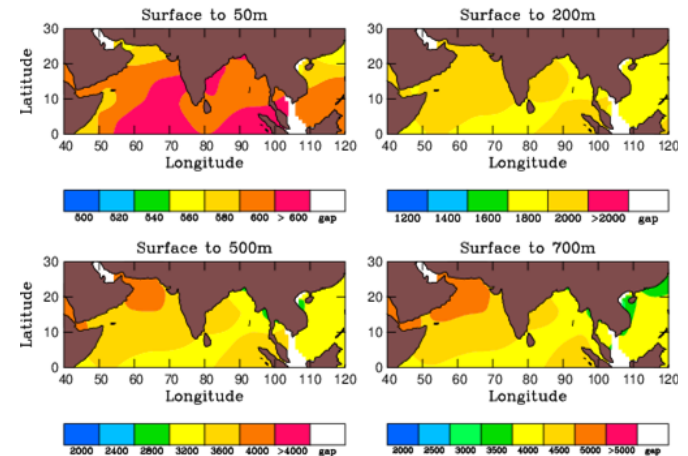 Surface to 50m
Surface to 200m
30
20
10
0
Latitude
40 50 60 70 80 90 100 110 120
Longitude
30
20
10
0
40 50 60 70 80 90 100 110 120
Longitude
500 520 540 560 580 600 > 600 gap
1200 1400 1600 1800 2000 >2000 gap
Surface to 500m
Surface to 700m
30
20
10
0
Latitude
40 50 60 70 80 90 100 110 120
Longitude
30
20
10
0
40 50 60 70 80 90 100 110 120
Longitude
2000 2400 2800 3200 3600 4000 >4000 gap
2000 2500 3000 3500 4000 4500 5000 >5000 gap